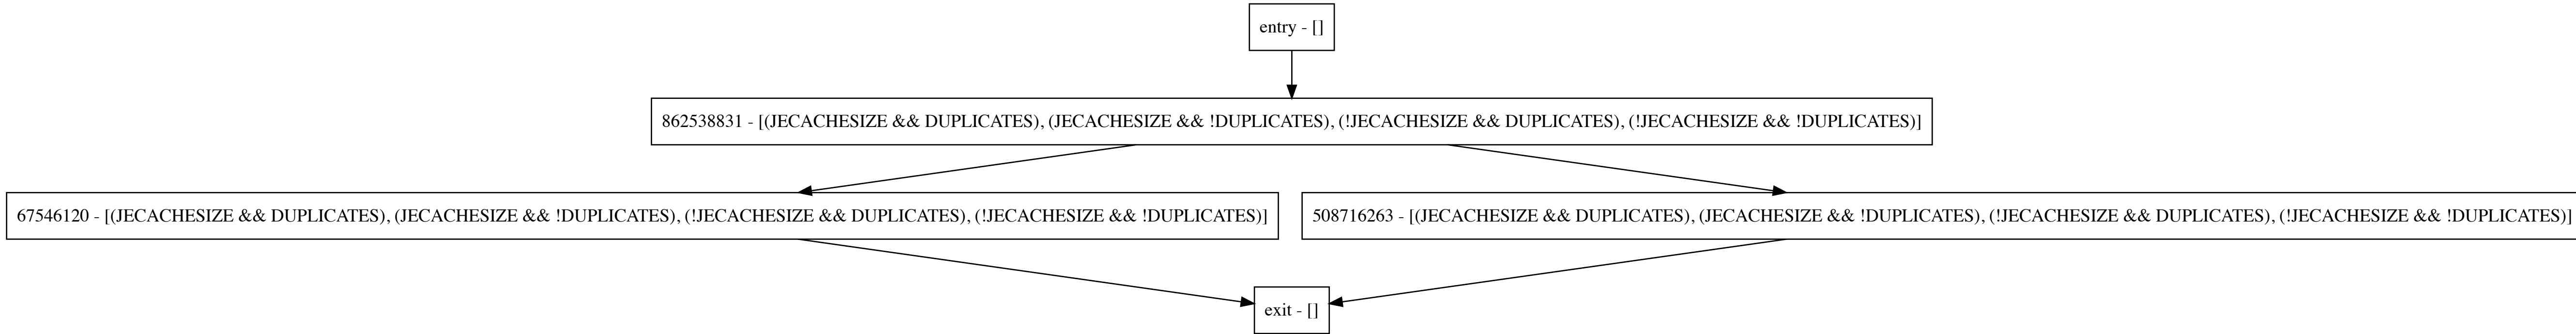 entry - []
862538831 - [(JECACHESIZE && DUPLICATES), (JECACHESIZE && !DUPLICATES), (!JECACHESIZE && DUPLICATES), (!JECACHESIZE && !DUPLICATES)]
67546120 - [(JECACHESIZE && DUPLICATES), (JECACHESIZE && !DUPLICATES), (!JECACHESIZE && DUPLICATES), (!JECACHESIZE && !DUPLICATES)]
508716263 - [(JECACHESIZE && DUPLICATES), (JECACHESIZE && !DUPLICATES), (!JECACHESIZE && DUPLICATES), (!JECACHESIZE && !DUPLICATES)]
exit - []